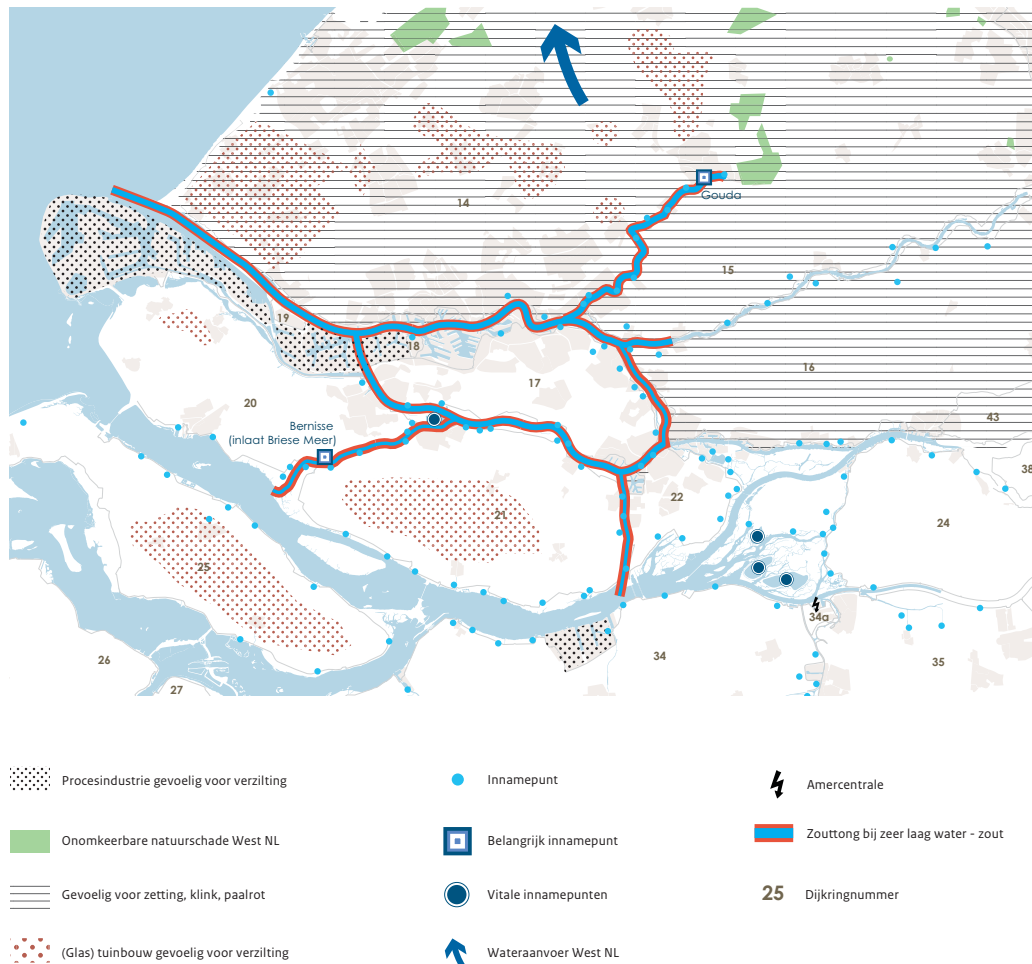 14
Gouda
15
19
18
16
17
20
43
Bernisse
(inlaat Briese Meer)
38
22
21
24
25
34a
26
34
35
27
Procesindustrie gevoelig voor verzilting
Innamepunt
Amercentrale
Onomkeerbare natuurschade West NL
Belangrijk innamepunt
Zouttong bij zeer laag water - zout
Gevoelig voor zetting, klink, paalrot
Vitale innamepunten
25
Dijkringnummer
(Glas) tuinbouw gevoelig voor verzilting
Wateraanvoer West NL